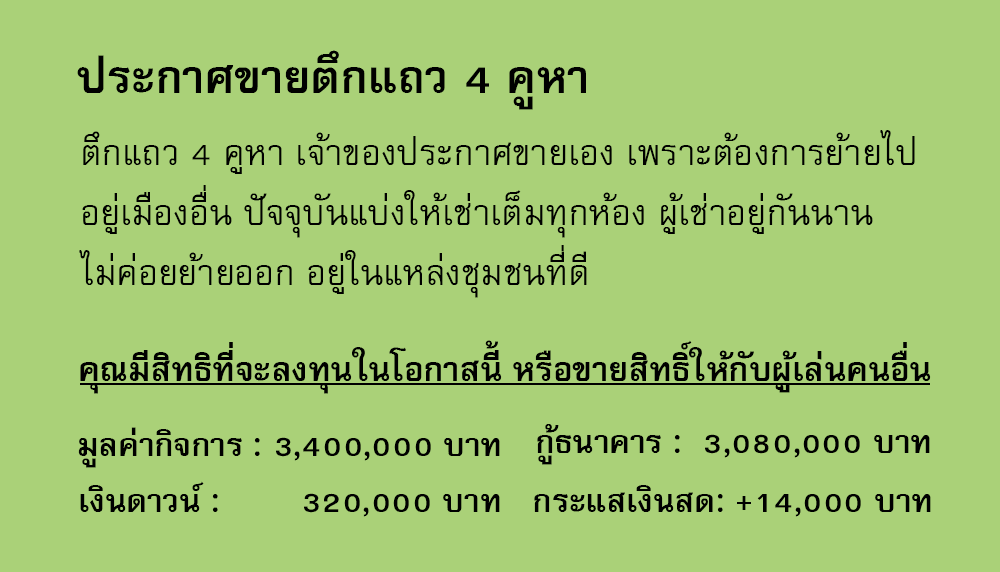 ประกาศขายตึกแถว 4 คูหา
ตึกแถว 4 คูหา เจ้าของประกาศขายเอง เพราะต้องการย้ายไป
อยู่เมืองอื่น ปัจจุบันแบ่งให้เช่าเต็มทุกห้อง ผู้เช่าอยู่กันนาน
ไม่ค่อยย้ายออก อยู่ในแหล่งชุมชนที่ดี
คุณมีสิทธิที่จะลงทุนในโอกาสนี้ หรือขายสิทธิ์ให้กับผู้เล่นคนอื่น
มูลค่ากิจการ : 3,400,000 บาท กู้ธนาคาร : 3,080,000 บาท
เงินดาวน์ : 320,000 บาท กระแสเงินสด: +14,000 บาท